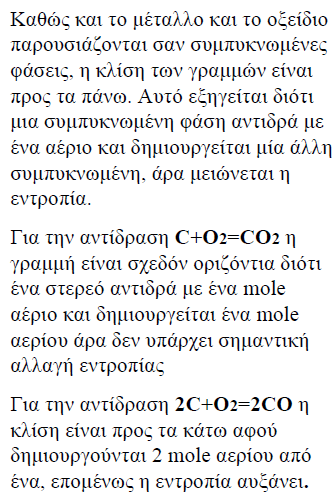 Καθώς και το μέταλλο και το οξείδιο
παρουσιάζονται σαν συμπυκνωμένες
φάσεις, η κλίση των γραμμών είναι
προς τα πάνω. Αυτό εξηγείται διότι
μια συμπυκνωμένη φάση αντιδρά με
ένα αέριο και δημιουργείται μία άλλη
συμπυκνωμένη, άρα μειώνεται η
εντροπία.
Για την αντίδραση C+O2=CO2 η
γραμμή είναι σχεδόν οριζόντια διότι
ένα στερεό αντιδρά με ένα mole
αέριο και δημιουργείται ένα mole
αερίου άρα δεν υπάρχει σημαντική
αλλαγή εντροπίας
Για την αντίδραση 2C+O2=2CO η
κλίση είναι προς τα κάτω αφού
δημιουργούνται 2 mole αερίου από
ένα, επομένως η εντροπία αυξάνει.